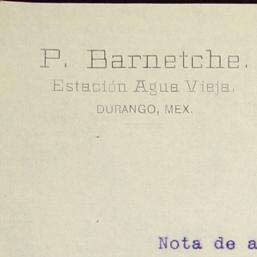 P. Barnetche.
Estación Agua Vieja.
DURANGO, MEX.
Nota de a